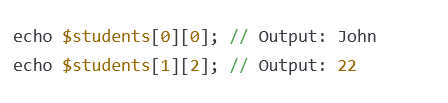 echo $students[0][0]; // Output: John
echo $students[1][2]; // Output: 22